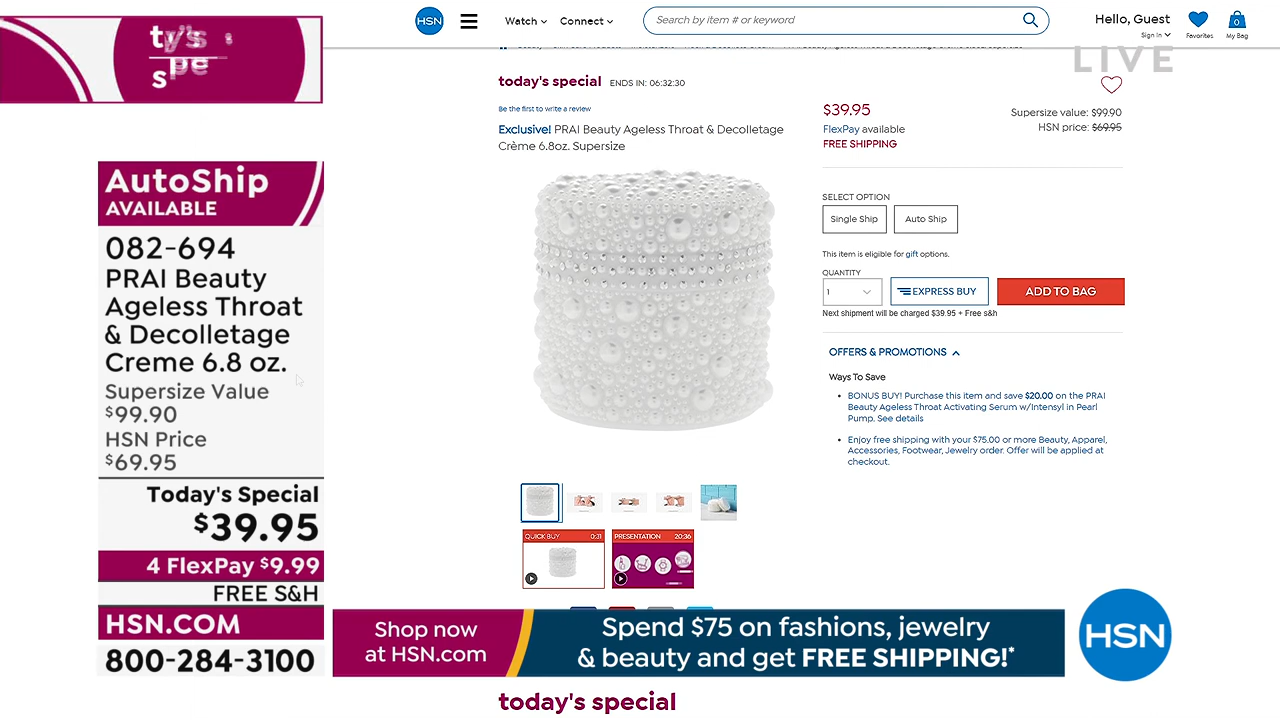 HSN
Watch
Connect
Search by item # or keyword
Hello, Guest
Sign In
Favorites
0
My Bag
LIVE
today's special ENDS IN: 06:32:30
Be the first to write a review
Exclusive! PRAI Beauty Ageless Throat & Decolletage
Crème 6.8oz. Supersize
$39.95
FlexPay available
FREE SHIPPING
Supersize value: $99.90
HSN price: $69.95
SELECT OPTION
Single Ship
Auto Ship
This item is eligible for gift options.
QUANTITY
1
EXPRESS BUY
ADD TO BAG
Next shipment will be charged $39.95 + Free s&h
OFFERS & PROMOTIONS
Ways To Save
BONUS BUY! Purchase this item and save $20.00 on the PRAI
Beauty Ageless Throat Activating Serum w/Intensyl in Pearl
Pump. See details
Enjoy free shipping with your $75.00 or more Beauty, Apparel,
Accessories, Footwear, Jewelry order. Offer will be applied at
checkout.
QUICK BUY 0:31
PRESENTATION 20:36
AutoShip
AVAILABLE
082-694
PRAI Beauty
Ageless Throat
& Decolletage
Creme 6.8 oz.
Supersize Value
$99.90
HSN Price
$69.95
Today's Special
$39.95
4 FlexPay $9.99
FREE S&H
HSN.COM
800-284-3100
Shop now
at HSN.com
Spend $75 on fashions, jewelry
& beauty and get FREE SHIPPING!*
HSN
today's special